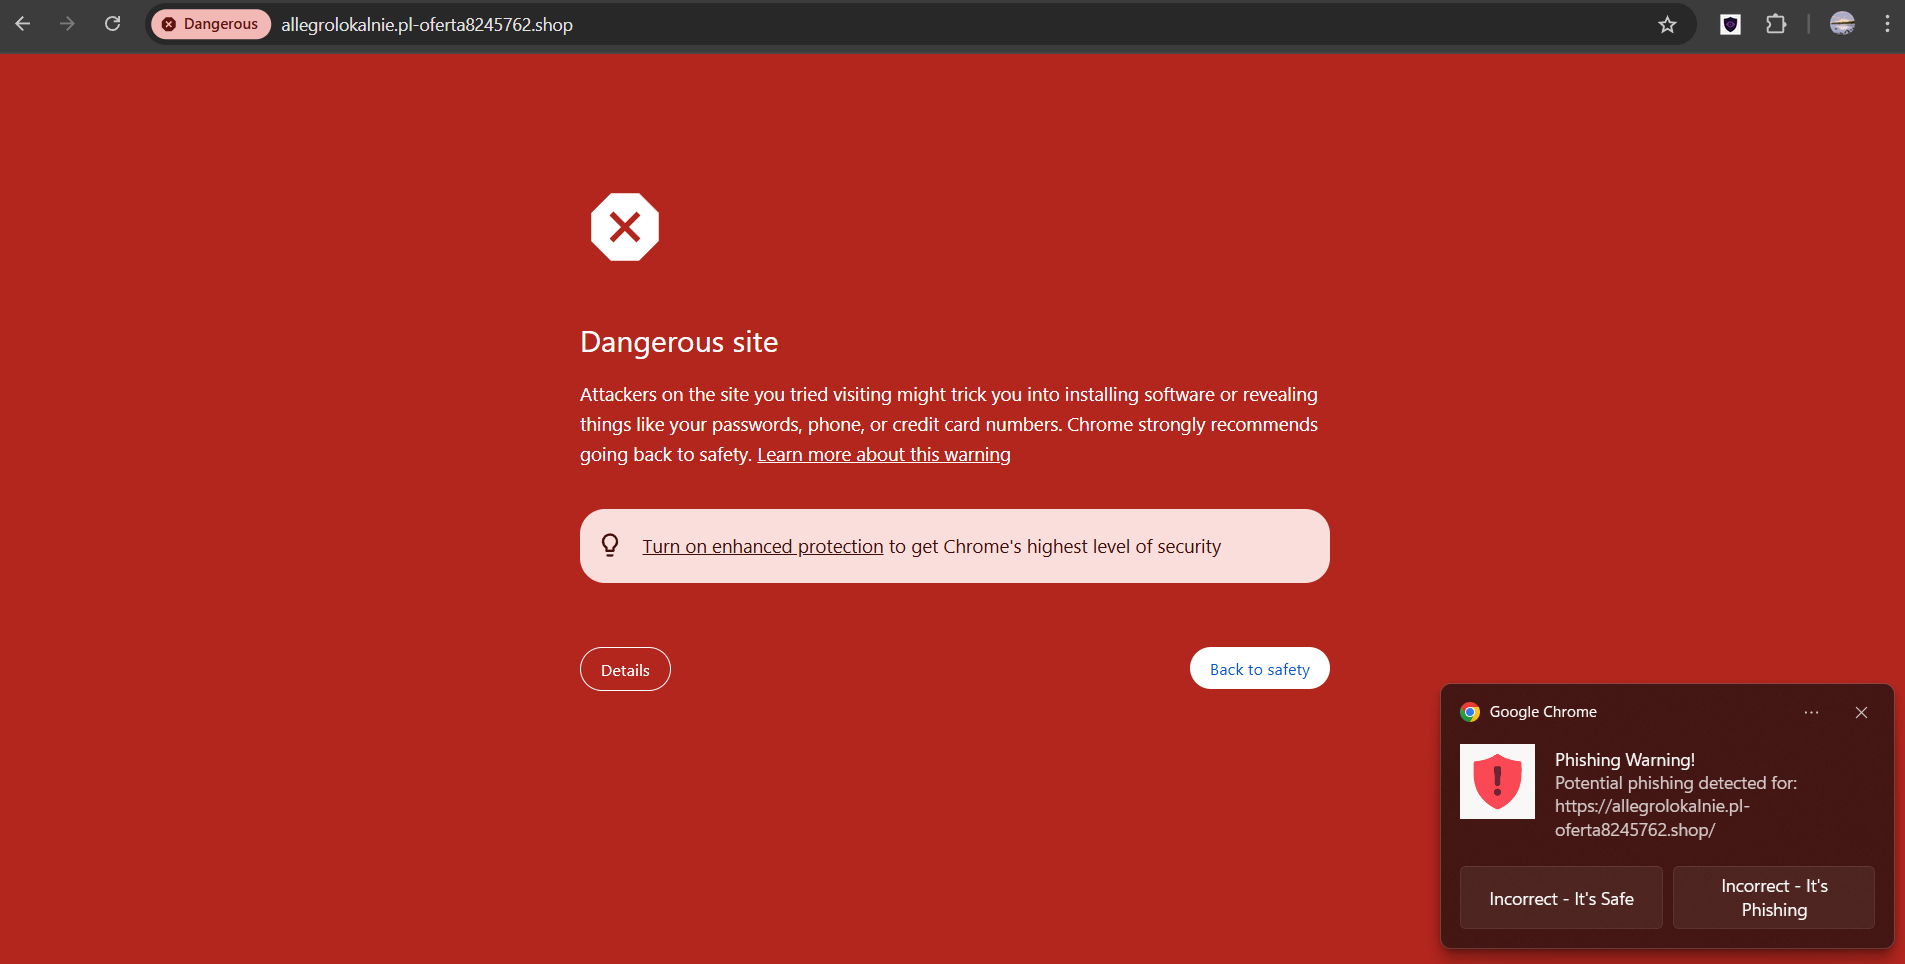 Dangerous
allegrolokalnie.pl-oferta8245762.shop
Dangerous site
Attackers on the site you tried visiting might trick you into installing software or revealing
things like your passwords, phone, or credit card numbers. Chrome strongly recommends
going back to safety. Learn more about this warning
Turn on enhanced protection to get Chrome's highest level of security
Details
Back to safety
Google Chrome
Phishing Warning!
Potential phishing detected for:
https://allegrolokalnie.pl-
oferta8245762.shop/
Incorrect - It's Safe
Incorrect - It's
Phishing